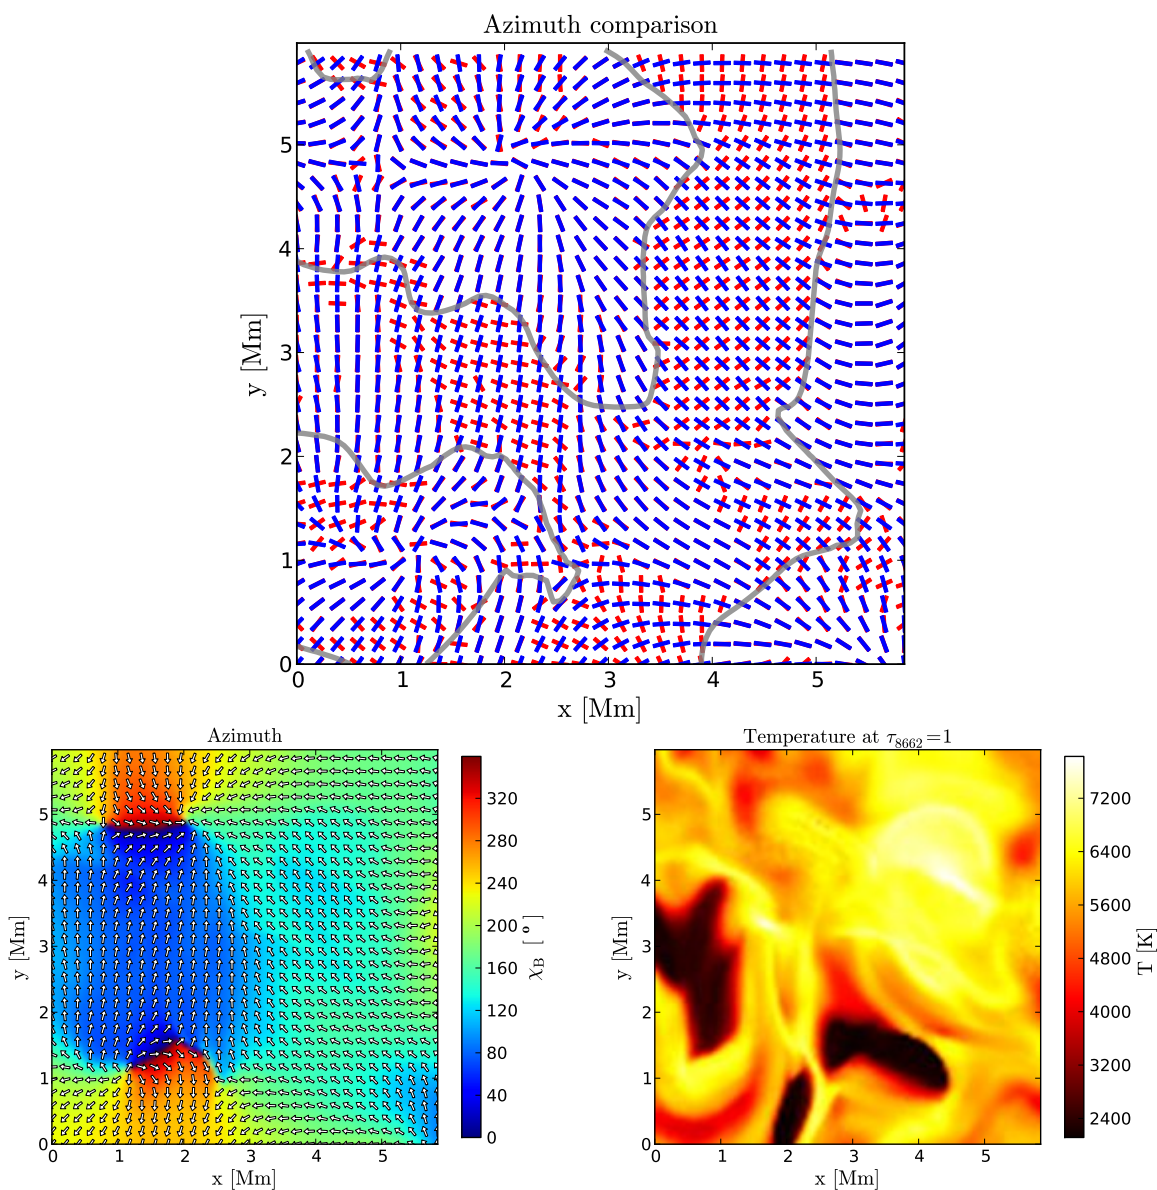 Azimuth comparison
y [Mm]
5
4
3
2
1
0
0 1 2 3 4 5
x [Mm]
Azimuth
y [Mm]
5
4
3
2
1
0
0 1 2 3 4 5
x [Mm]
320
280
240
200
160
120
80
40
0
χB [ º ]
Temperature at τ8662=1
y [Mm]
5
4
3
2
1
0
0 1 2 3 4 5
x [Mm]
7200
6400
5600
4800
4000
3200
2400
T [K]